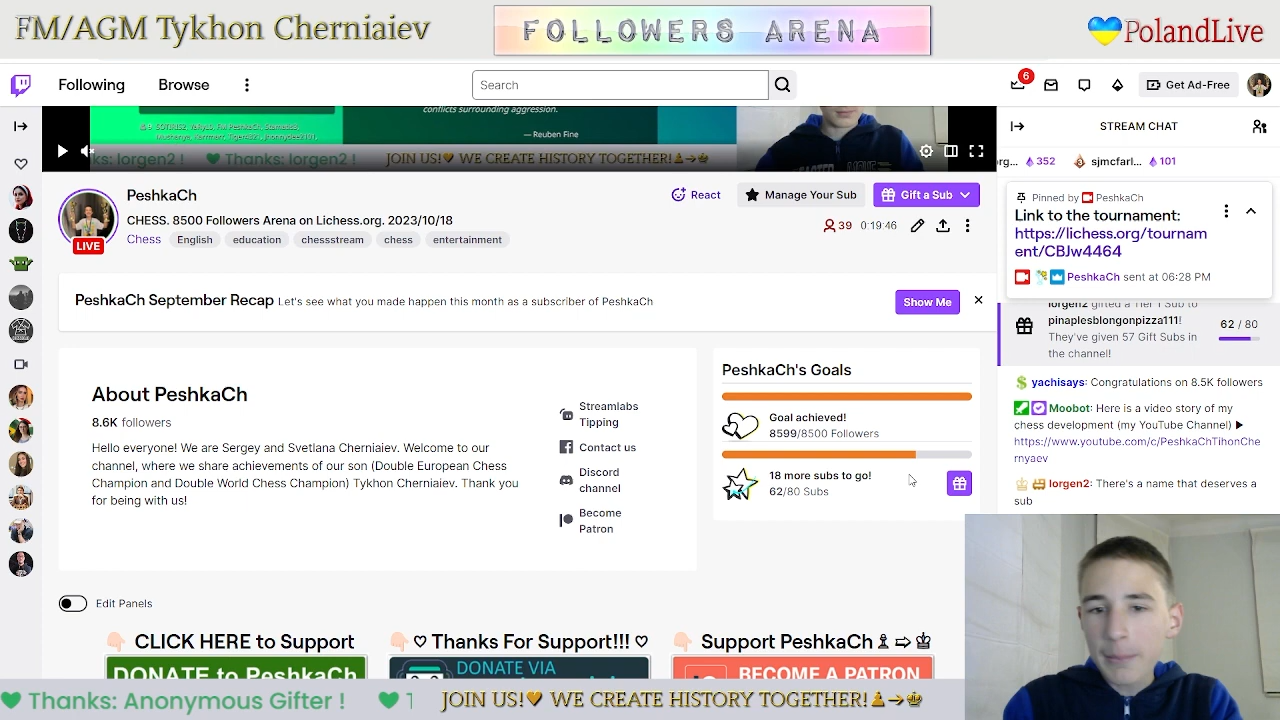 FM/AGM Tykhon Cherniaiev
FOLLOWERS ARENA
PolandLive
Following
Browse
Search
6
Get Ad-Free
conflicts surrounding aggression.
— Reuben Fine
ks: lorgen2 !
Thanks: lorgen2 !
JOIN US!🧡 WE CREATE HISTORY TOGETHER!♟→♚
STREAM CHAT
rg... 352
3 sjmcfarl... 101
PeshkaCh
LIVE
CHESS. 8500 Followers Arena on Lichess.org. 2023/10/18
Chess English education chessstream chess entertainment
React
Manage Your Sub
Gift a Sub
39 0:19:46
Pinned by PeshkaCh
Link to the tournament:
https://lichess.org/tournam
ent/CBJw4464
PeshkaCh sent at 06:28 PM
PeshkaCh September Recap Let's see what you made happen this month as a subscriber of PeshkaCh
Show Me
lorgen2 gifted a Tier 1 Sub to
pinaplesblongonpizza111!
They've given 57 Gift Subs in
the channel!
62 / 80
About PeshkaCh
8.6K followers
Hello everyone! We are Sergey and Svetlana Cherniaiev. Welcome to our
channel, where we share achievements of our son (Double European Chess
Champion and Double World Chess Champion) Tykhon Cherniaiev. Thank you
for being with us!
Streamlabs
Tipping
Contact us
Discord
channel
Become
Patron
PeshkaCh's Goals
Goal achieved!
8599/8500 Followers
18 more subs to go!
62/80 Subs
yachisays: Congratulations on 8.5K followers
Moobot: Here is a video story of my
chess development (my YouTube Channel) ▶
https://www.youtube.com/c/PeshkaTihonChe
rnyaev
lorgen2: There's a name that deserves a
sub
Edit Panels
👇🏻 CLICK HERE to Support
👇🏻 ♡ Thanks For Support!!! ♡
👇🏻 Support PeshkaCh ♙⇨♔
DONATE to PeshkaCh
DONATE VIA
BECOME A PATRON
Thanks: Anonymous Gifter !
JOIN US!🧡 WE CREATE HISTORY TOGETHER!♟→♚